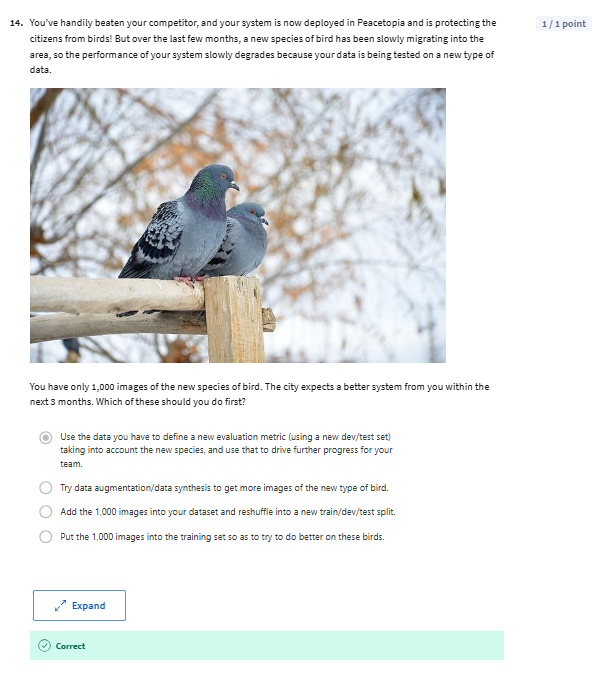 14. You've handily beaten your competitor, and your system is now deployed in Peacetopia and is protecting the
1 / 1 point
citizens from birds! But over the last few months, a new species of bird has been slowly migrating into the
area, so the performance of your system slowly degrades because your data is being tested on a new type of
data.
You have only 1,000 images of the new species of bird. The city expects a better system from you within the
next 3 months. Which of these should you do first?
Use the data you have to define a new evaluation metric (using a new dev/test set)
taking into account the new species, and use that to drive further progress for your
team.
Try data augmentation/data synthesis to get more images of the new type of bird.
Add the 1,000 images into your dataset and reshuffle into a new train/dev/test split.
Put the 1,000 images into the training set so as to try to do better on these birds.
Expand
Correct